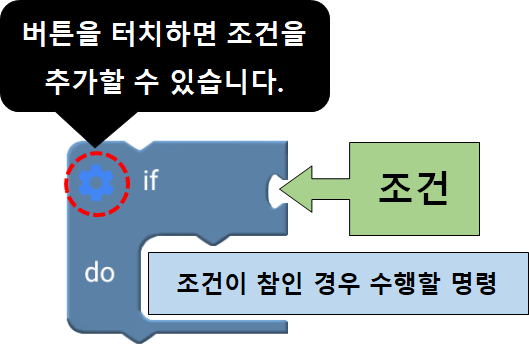 버튼을 터치하면 조건을
추가할 수 있습니다.
if
조건
do
조건이 참인 경우 수행할 명령